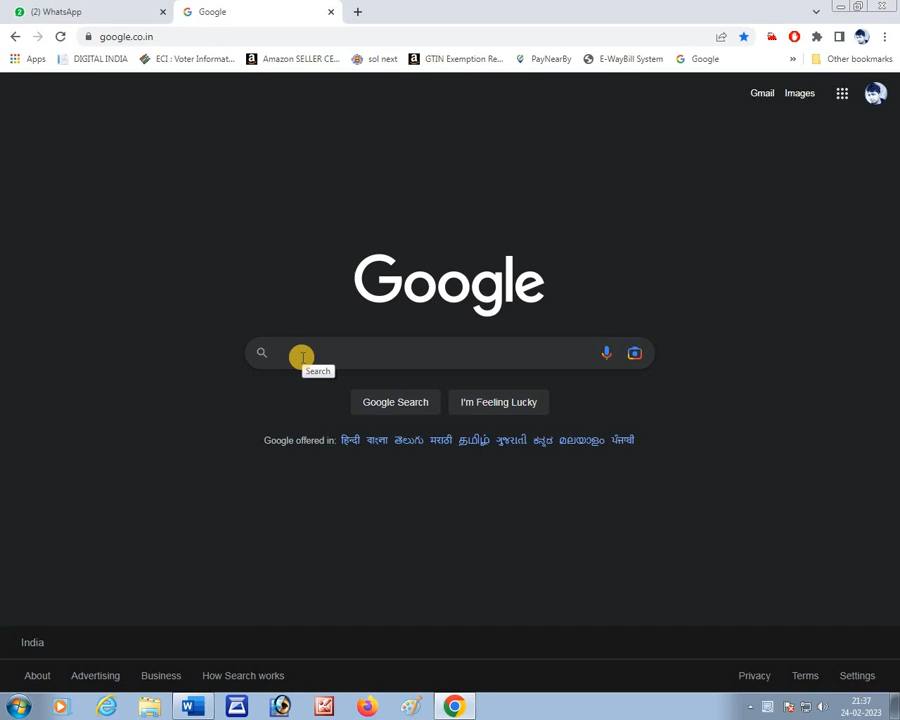 (2) WhatsApp
Google
google.co.in
Apps DIGITAL INDIA ECI : Voter Informat... Amazon SELLER CE... sol next GTIN Exemption Re... PayNearBy E-WayBill System Google » Other bookmarks
Gmail Images
Google
Search
Google Search I'm Feeling Lucky
Google offered in: हिन्दी বাংলা తెలుగు मराठी தமிழ் ગુજરાતી ಕನ್ನಡ മലയാളം ਪੰਜਾਬੀ
India
About Advertising Business How Search works Privacy Terms Settings
21:37
24-02-2023